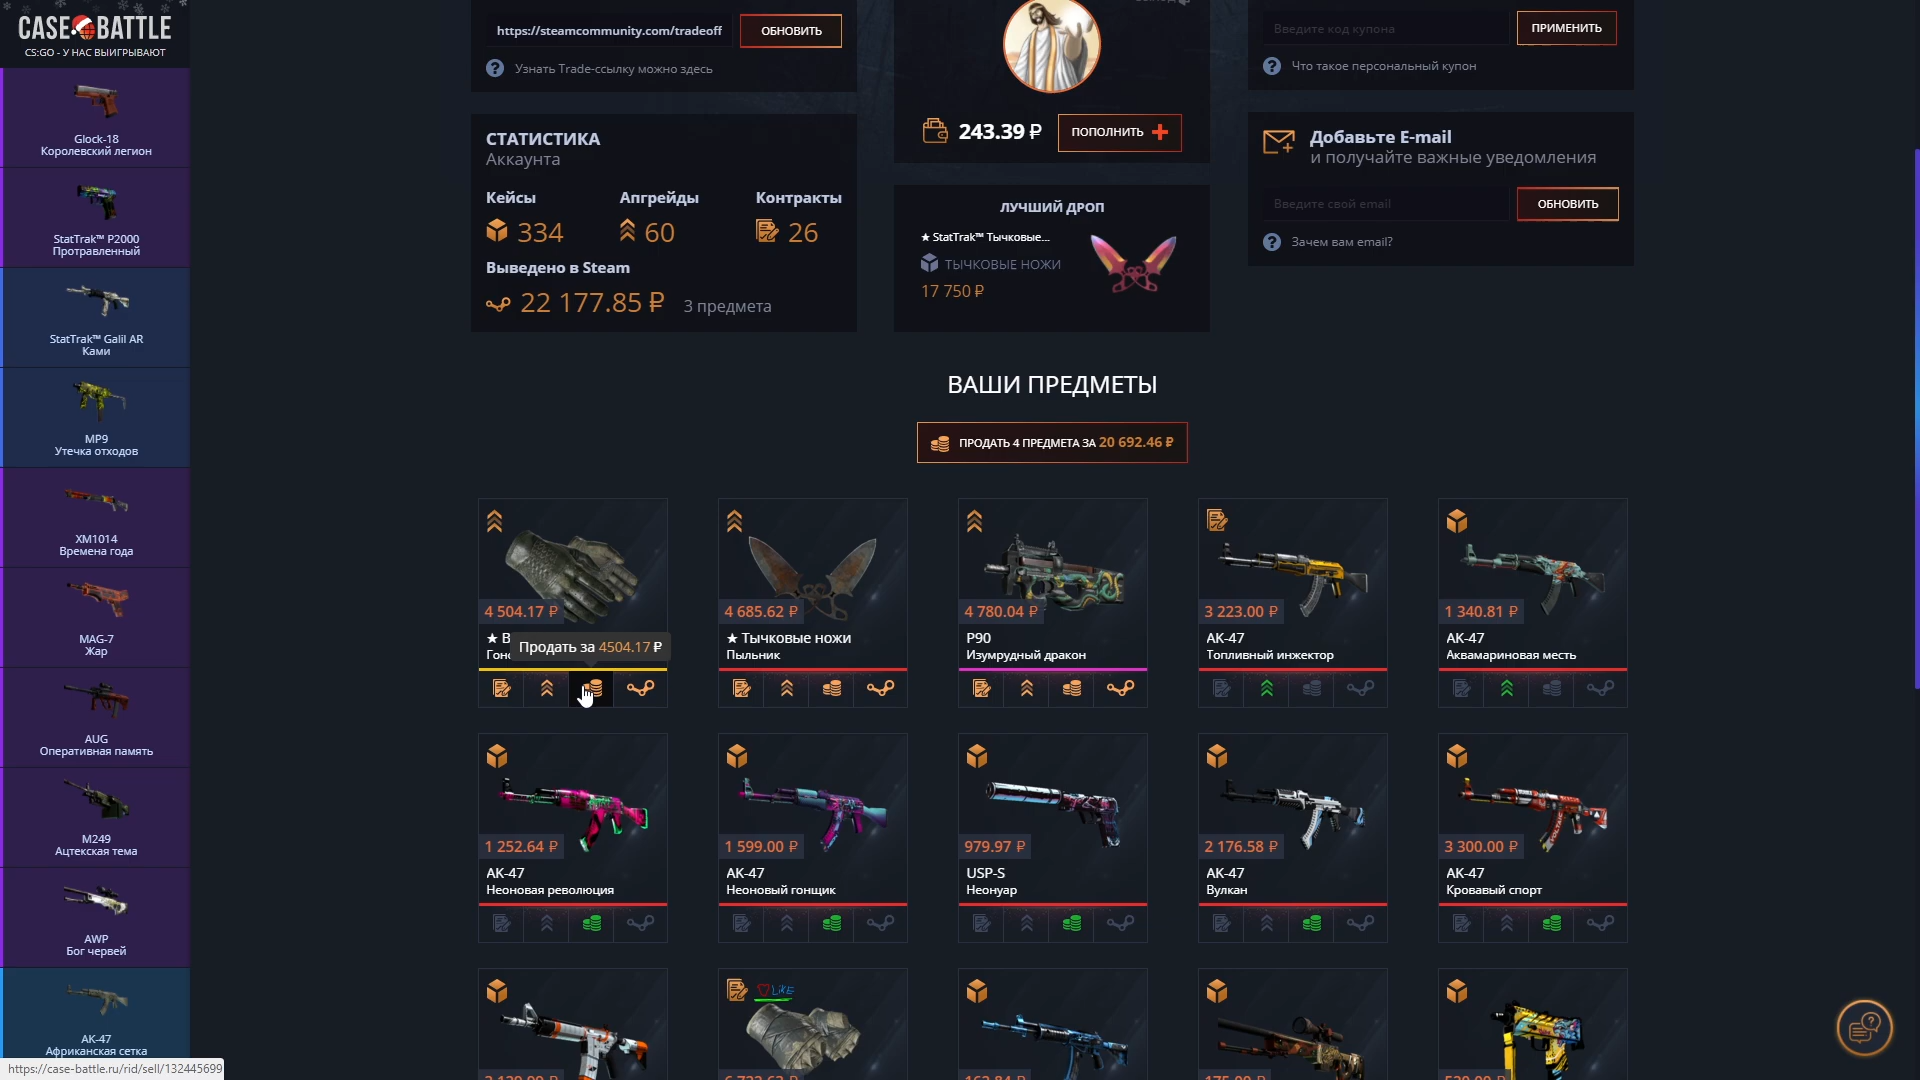 CASE BATTLE
CS:GO - У НАС ВЫИГРЫВАЮТ
Glock-18
Королевский легион
StatTrak™ P2000
Протравленный
StatTrak™ Galil AR
Ками
MP9
Утечка отходов
XM1014
Времена года
MAG-7
Жар
AUG
Оперативная память
M249
Ацтекская тема
AWP
Бог червей
AK-47
Африканская сетка
https://case-battle.ru/rid/sell/132445699
https://steamcommunity.com/tradeoff
ОБНОВИТЬ
Узнать Trade-ссылку можно здесь
СТАТИСТИКА
Аккаунта
Кейсы
Апгрейды
Контракты
334
60
26
Выведено в Steam
22 177.85 ₽
3 предмета
243.39 ₽
ПОПОЛНИТЬ
ЛУЧШИЙ ДРОП
★ StatTrak™ Тычковые...
ТЫЧКОВЫЕ НОЖИ
17 750 ₽
Введите код купона
ПРИМЕНИТЬ
Что такое персональный купон
Добавьте E-mail
и получайте важные уведомления
Введите свой email
ОБНОВИТЬ
Зачем вам email?
ВАШИ ПРЕДМЕТЫ
ПРОДАТЬ 4 ПРЕДМЕТА ЗА 20 692.46 ₽
4 504.17 ₽
★ В
Гоно
Продать за 4504.17 ₽
4 685.62 ₽
★ Тычковые ножи
Пыльник
4 780.04 ₽
P90
Изумрудный дракон
3 223.00 ₽
AK-47
Топливный инжектор
1 340.81 ₽
AK-47
Аквамариновая месть
1 252.64 ₽
AK-47
Неоновая революция
1 599.00 ₽
AK-47
Неоновый гонщик
979.97 ₽
USP-S
Неонуар
2 176.58 ₽
AK-47
Вулкан
3 300.00 ₽
AK-47
Кровавый спорт
LIKE